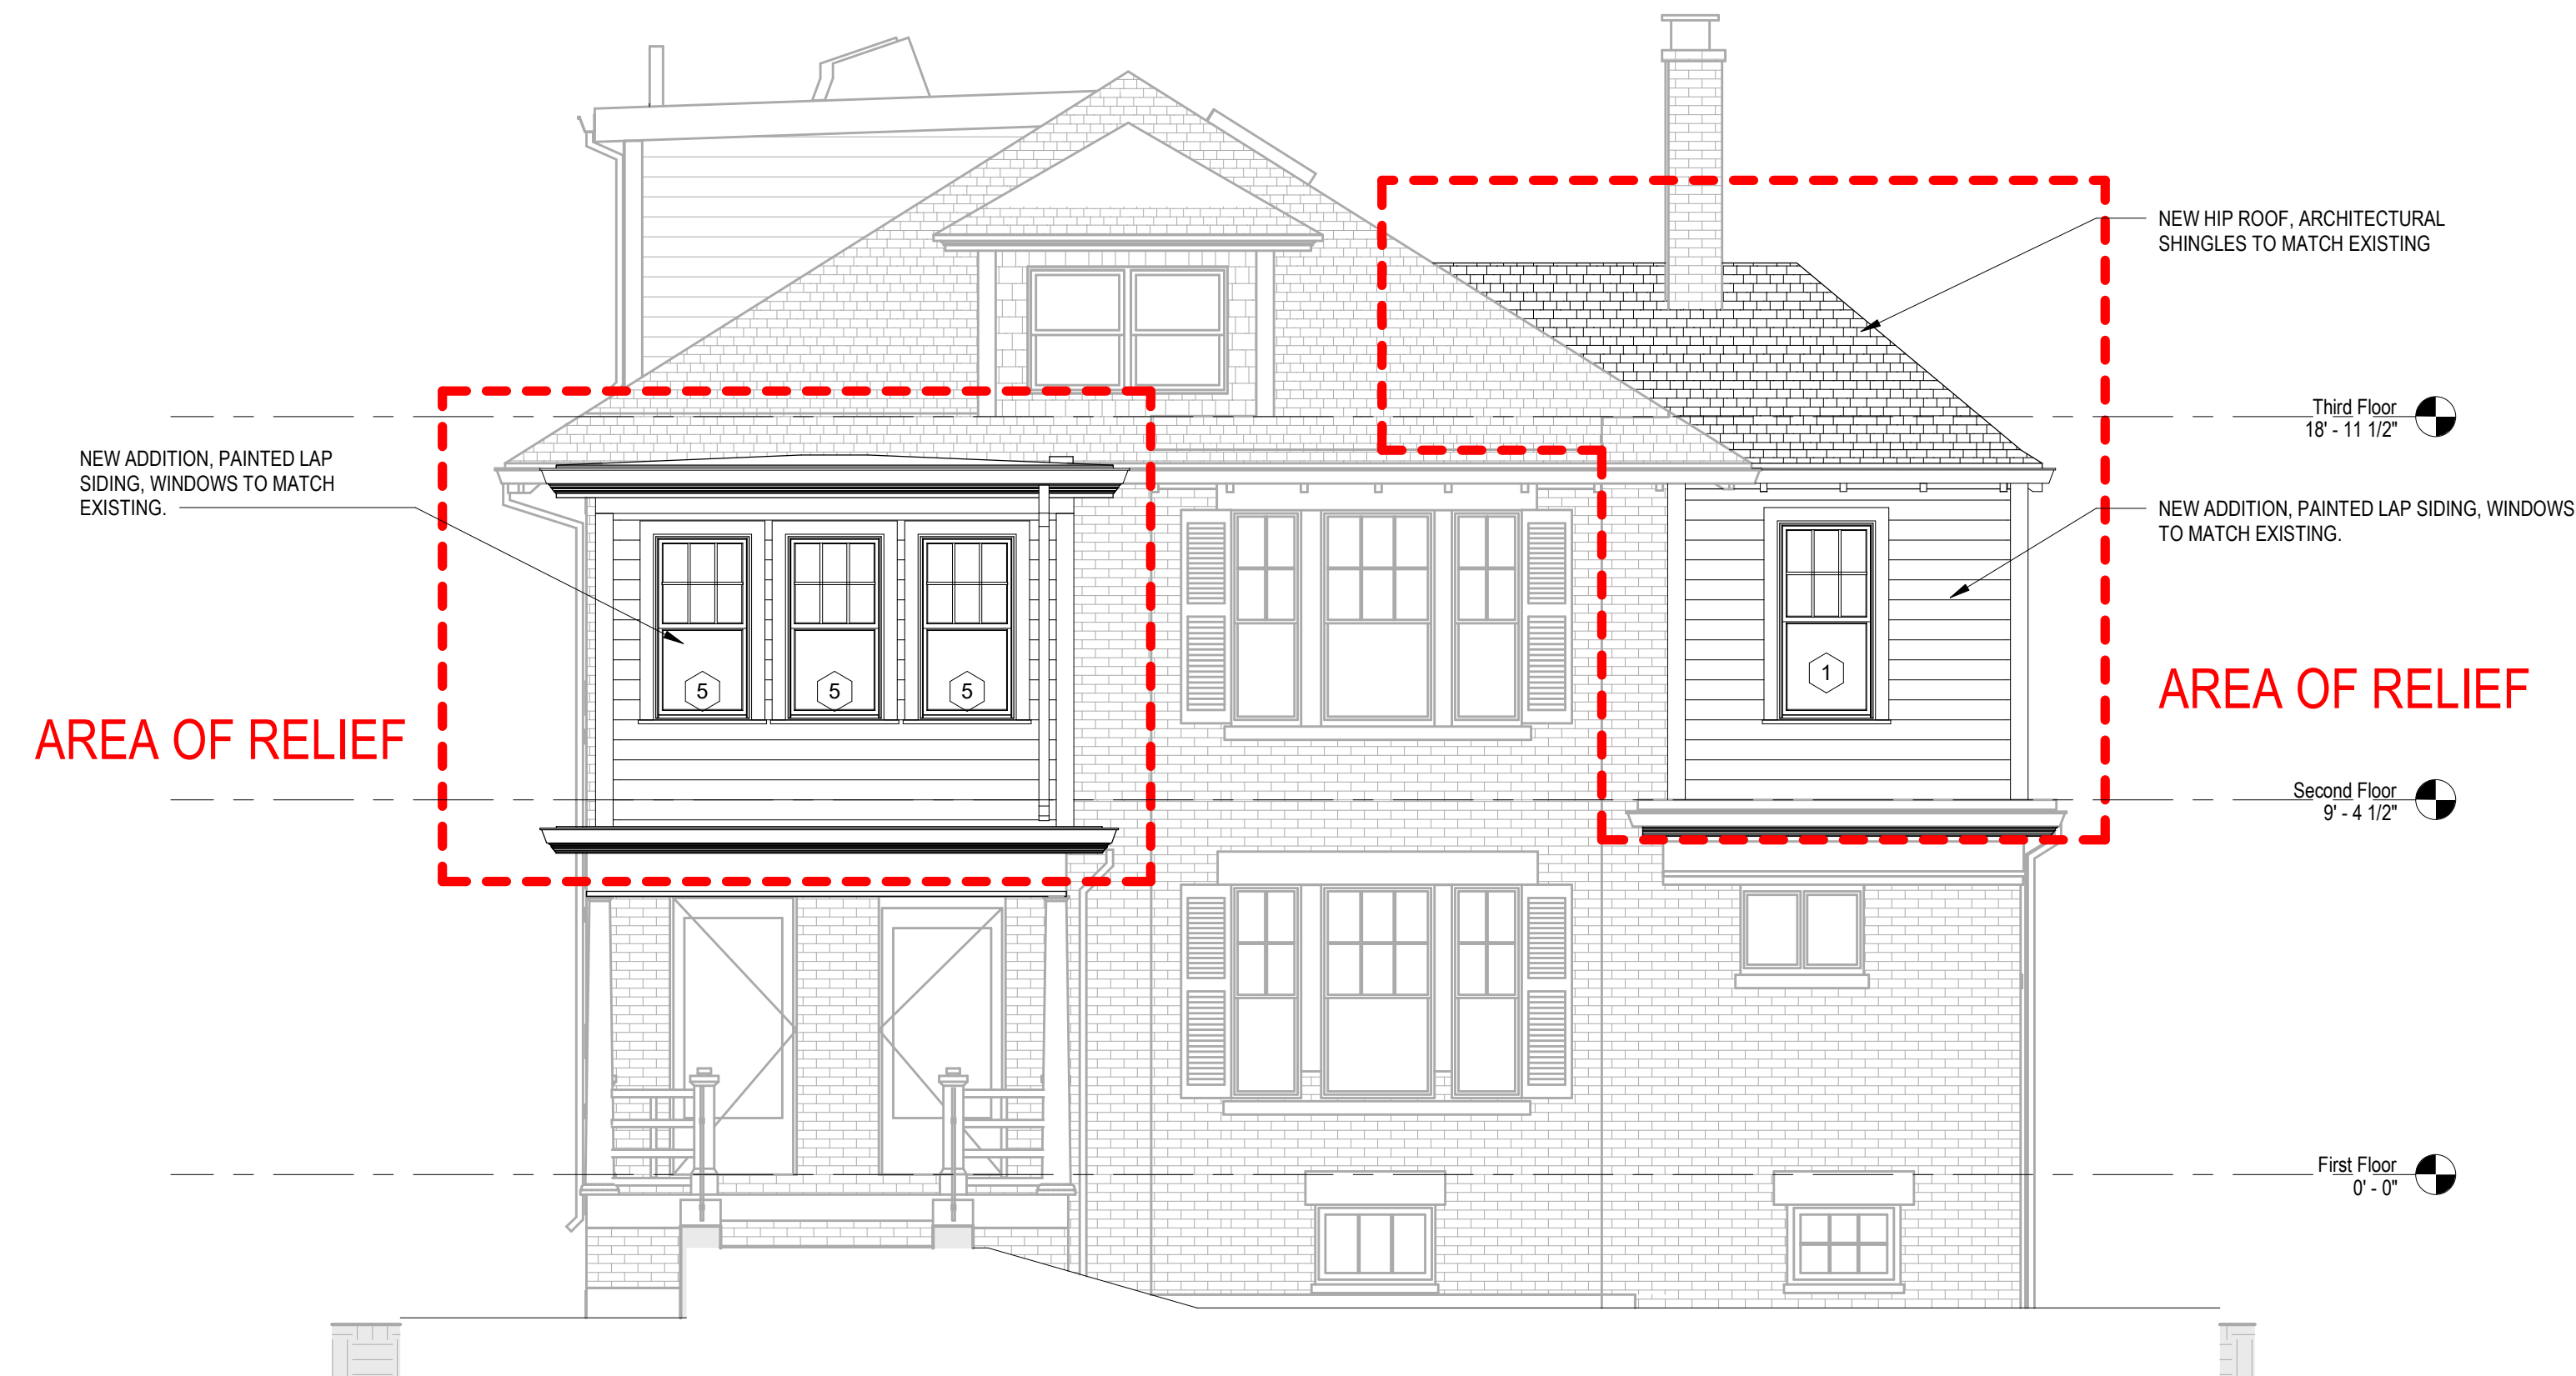 NEW HIP ROOF, ARCHITECTURAL
SHINGLES TO MATCH EXISTING
Third Floor
18' - 11 1/2"
NEW ADDITION, PAINTED LAP
SIDING, WINDOWS TO MATCH
EXISTING.
NEW ADDITION, PAINTED LAP SIDING, WINDOWS
TO MATCH EXISTING.
5
5
5
1
AREA OF RELIEF
AREA OF RELIEF
Second Floor
9' - 4 1/2"
First Floor
0' - 0"